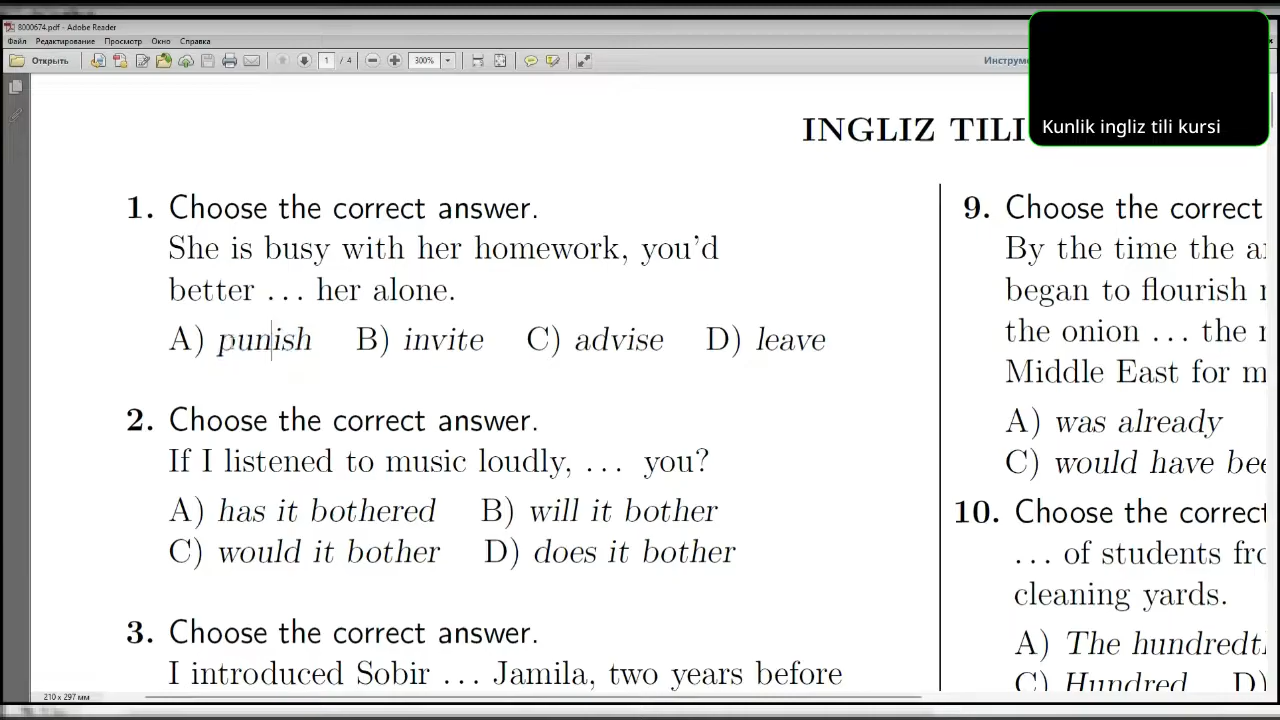 8000674.pdf - Adobe Reader
Файл Редактирование Просмотр Окно Справка
Открыть 1 / 4 300% Инструме
Kunlik ingliz tili kursi
INGLIZ TILI
1. Choose the correct answer.
She is busy with her homework, you'd
better ... her alone.
A) punish B) invite C) advise D) leave
2. Choose the correct answer.
If I listened to music loudly, ... you?
A) has it bothered B) will it bother
C) would it bother D) does it bother
3. Choose the correct answer.
I introduced Sobir ... Jamila, two years before
9. Choose the correct
By the time the
began to flourish
the onion ... the
Middle East for
A) was already
C) would have
10. Choose the correct
... of students
cleaning yards.
A) The
C) Hundred D)
210 x 297 мм